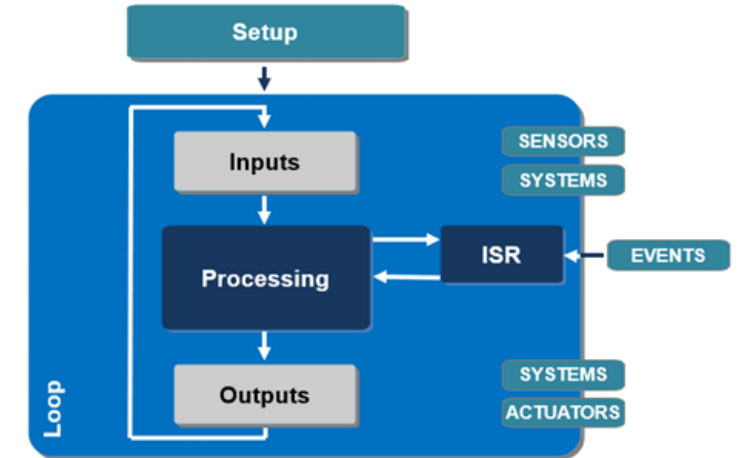 Setup
Inputs
SENSORS
SYSTEMS
Processing
ISR
EVENTS
Outputs
SYSTEMS
ACTUATORS
Loop